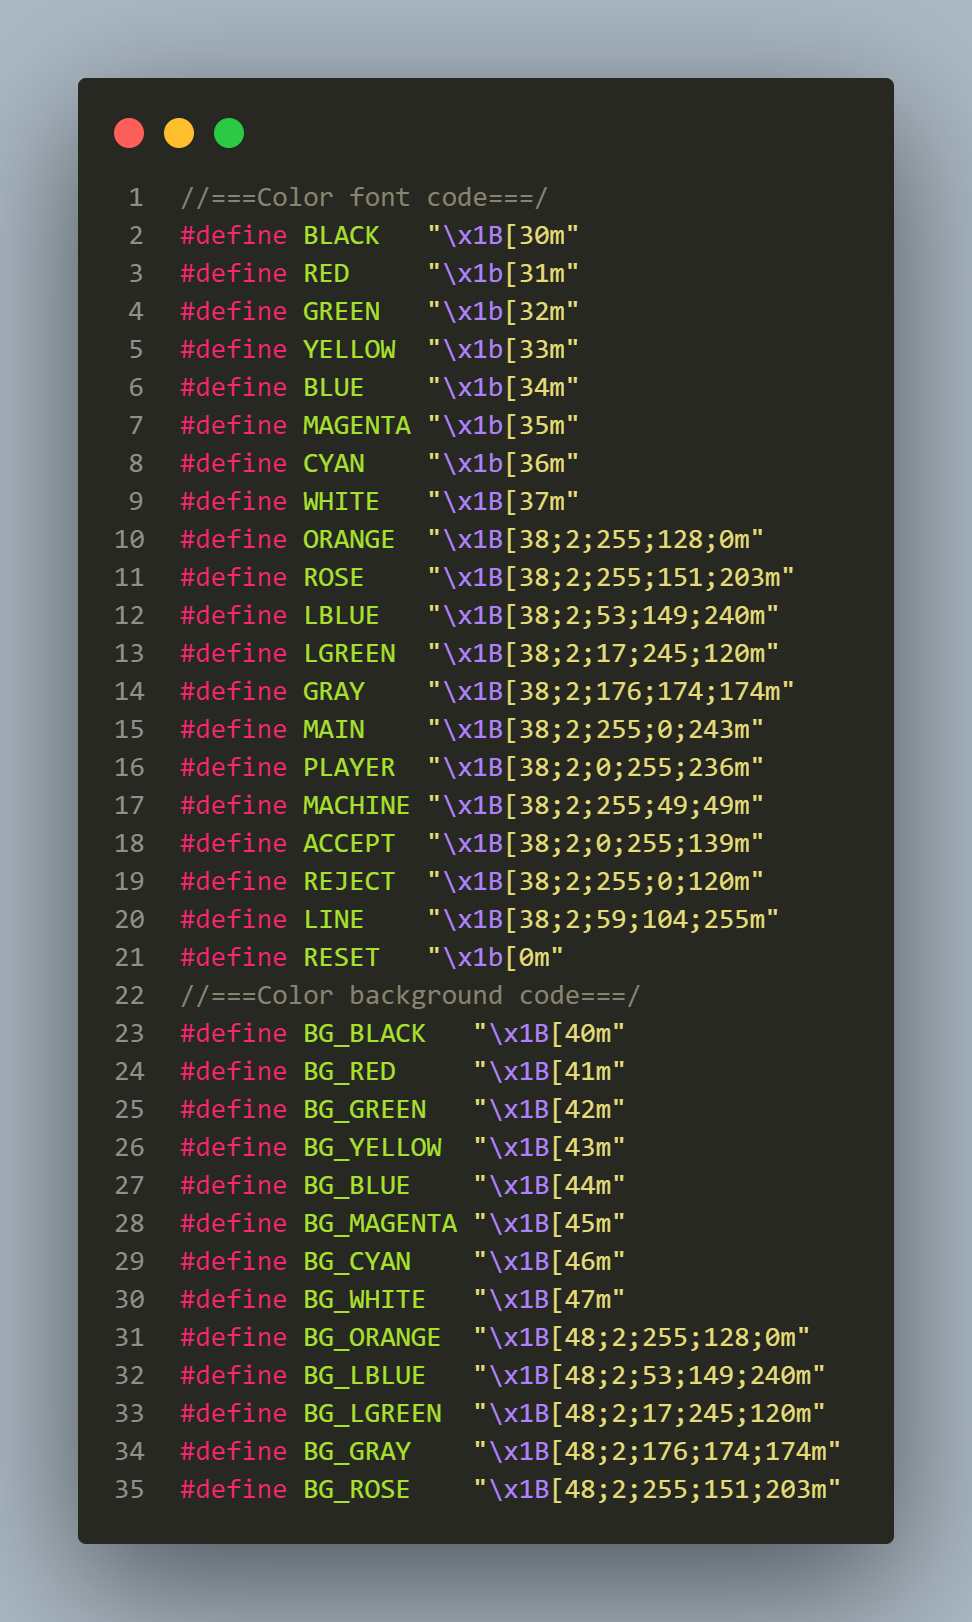 1 //===Color font code===/
2 #define BLACK   "\x1B[30m"
3 #define RED     "\x1b[31m"
4 #define GREEN   "\x1b[32m"
5 #define YELLOW  "\x1b[33m"
6 #define BLUE    "\x1b[34m"
7 #define MAGENTA "\x1b[35m"
8 #define CYAN    "\x1b[36m"
9 #define WHITE   "\x1B[37m"
10 #define ORANGE  "\x1B[38;2;255;128;0m"
11 #define ROSE    "\x1B[38;2;255;151;203m"
12 #define LBLUE   "\x1B[38;2;53;149;240m"
13 #define LGREEN  "\x1B[38;2;17;245;120m"
14 #define GRAY    "\x1B[38;2;176;174;174m"
15 #define MAIN    "\x1B[38;2;255;0;243m"
16 #define PLAYER  "\x1B[38;2;0;255;236m"
17 #define MACHINE "\x1B[38;2;255;49;49m"
18 #define ACCEPT  "\x1B[38;2;0;255;139m"
19 #define REJECT  "\x1B[38;2;255;0;120m"
20 #define LINE    "\x1B[38;2;59;104;255m"
21 #define RESET   "\x1b[0m"
22 //===Color background code===/
23 #define BG_BLACK   "\x1B[40m"
24 #define BG_RED     "\x1B[41m"
25 #define BG_GREEN   "\x1B[42m"
26 #define BG_YELLOW  "\x1B[43m"
27 #define BG_BLUE    "\x1B[44m"
28 #define BG_MAGENTA "\x1B[45m"
29 #define BG_CYAN    "\x1B[46m"
30 #define BG_WHITE   "\x1B[47m"
31 #define BG_ORANGE  "\x1B[48;2;255;128;0m"
32 #define BG_LBLUE   "\x1B[48;2;53;149;240m"
33 #define BG_LGREEN  "\x1B[48;2;17;245;120m"
34 #define BG_GRAY    "\x1B[48;2;176;174;174m"
35 #define BG_ROSE    "\x1B[48;2;255;151;203m"